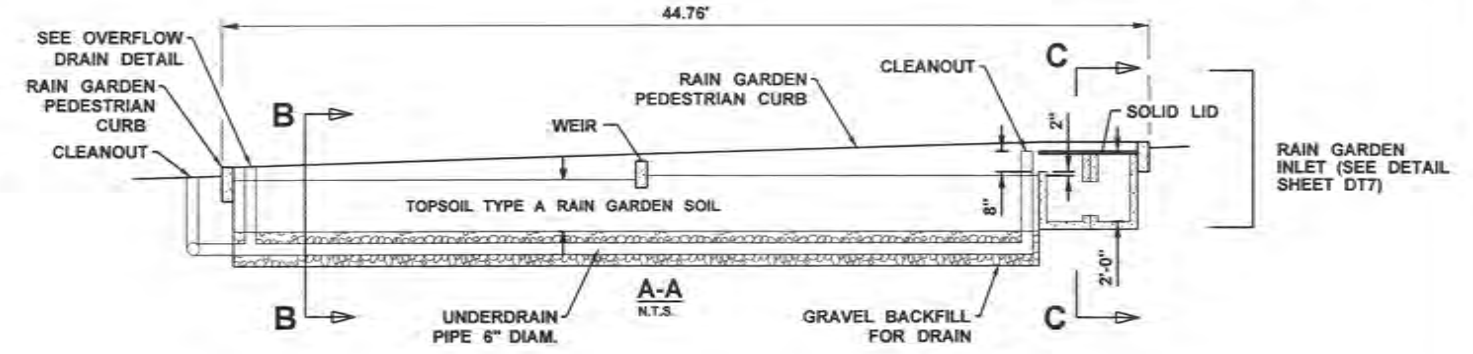 44.76'
SEE OVERFLOW
DRAIN DETAIL
RAIN GARDEN
PEDESTRIAN
CURB
CLEANOUT
B
WEIR
RAIN GARDEN
PEDESTRIAN CURB
CLEANOUT
C
2"
SOLID LID
RAIN GARDEN
INLET (SEE DETAIL
SHEET DT7)
TOPSOIL TYPE A RAIN GARDEN SOIL
8"
2'-0"
B
UNDERDRAIN
PIPE 6" DIAM.
A-A
N.T.S.
GRAVEL BACKFILL
FOR DRAIN
C